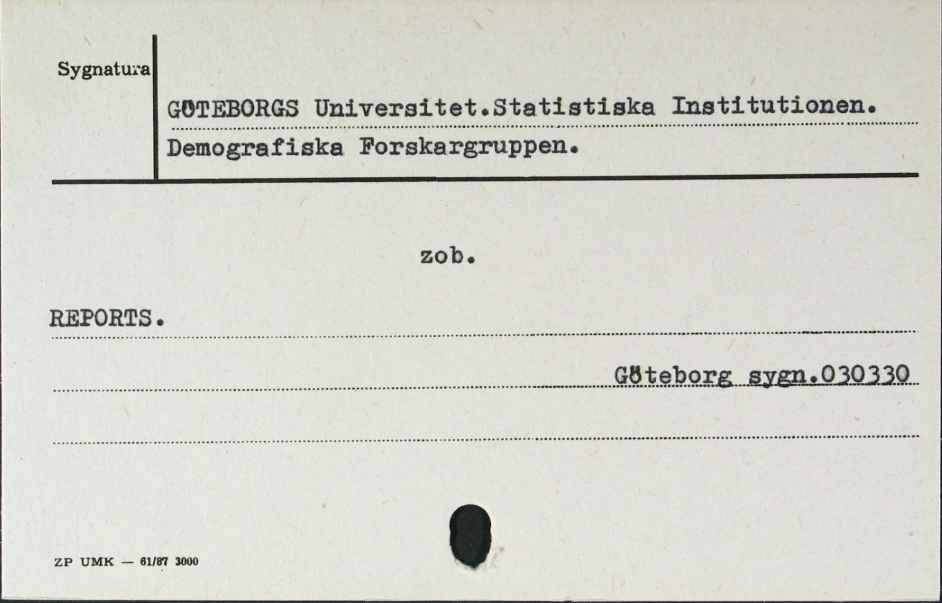 Sygnatura
GÖTEBORGS Universitet.Statistiska Institutionen.
Demografiska Forskargruppen.
zob.
REPORTS.
Göteborg sygn.030330
ZP UMK — 61/87 3000